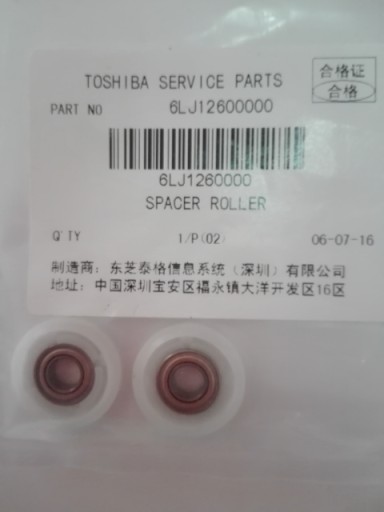 合格证
合格
TOSHIBA SERVICE PARTS
PART NO 6LJ12600000
6LJ1260000
SPACER ROLLER
Q'TY 1/P(02) 06-07-16
制造商：东芝泰格信息系统（深圳）有限公司
地址：中国深圳宝安区福永镇大洋开发区16区